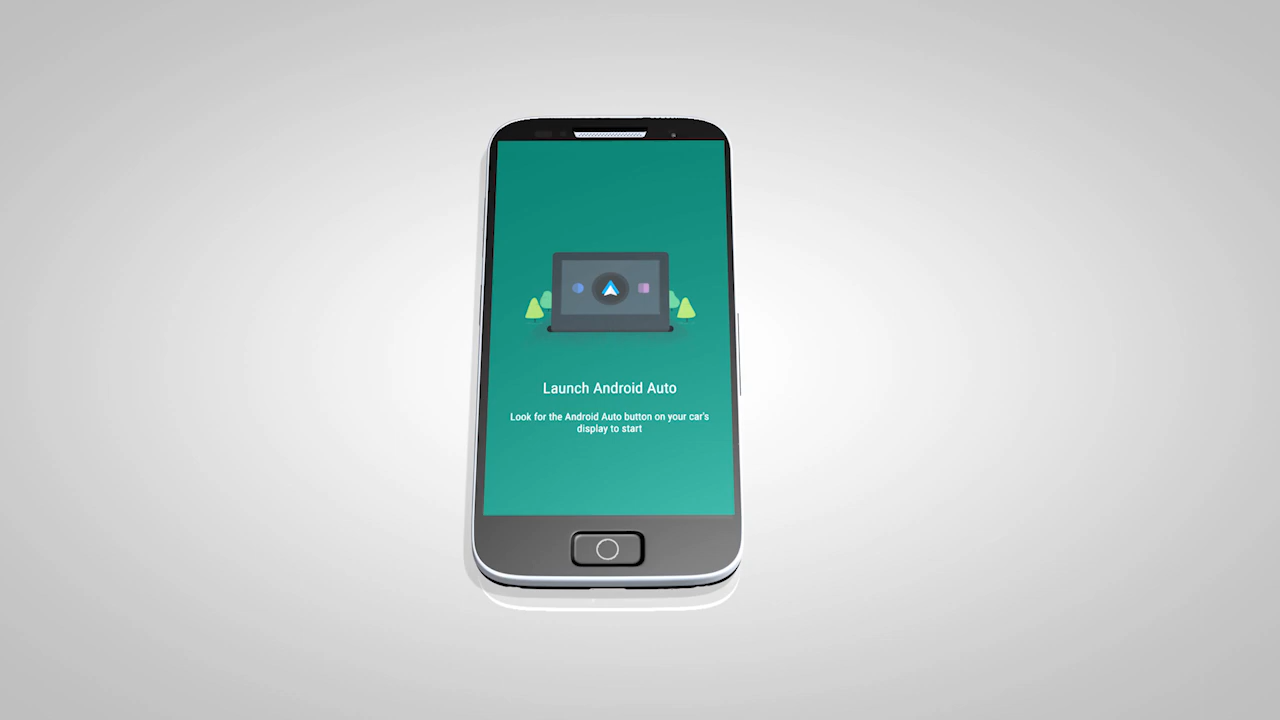 Launch Android Auto
Look for the Android Auto button on your car's
display to start